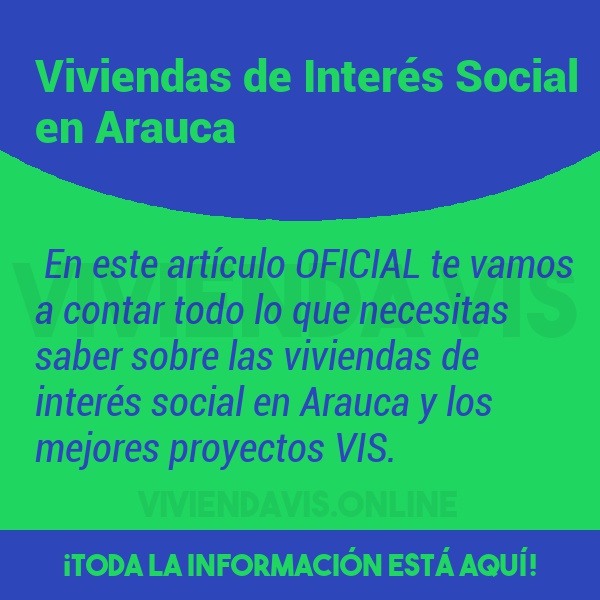 Viviendas de Interés Social
en Arauca
En este artículo OFICIAL te vamos
a contar todo lo que necesitas
saber sobre las viviendas de
interés social en Arauca y los
mejores proyectos VIS.
VIVIENDA VIS
VIVIENDAVIS.ONLINE
¡TODA LA INFORMACIÓN ESTÁ AQUÍ!